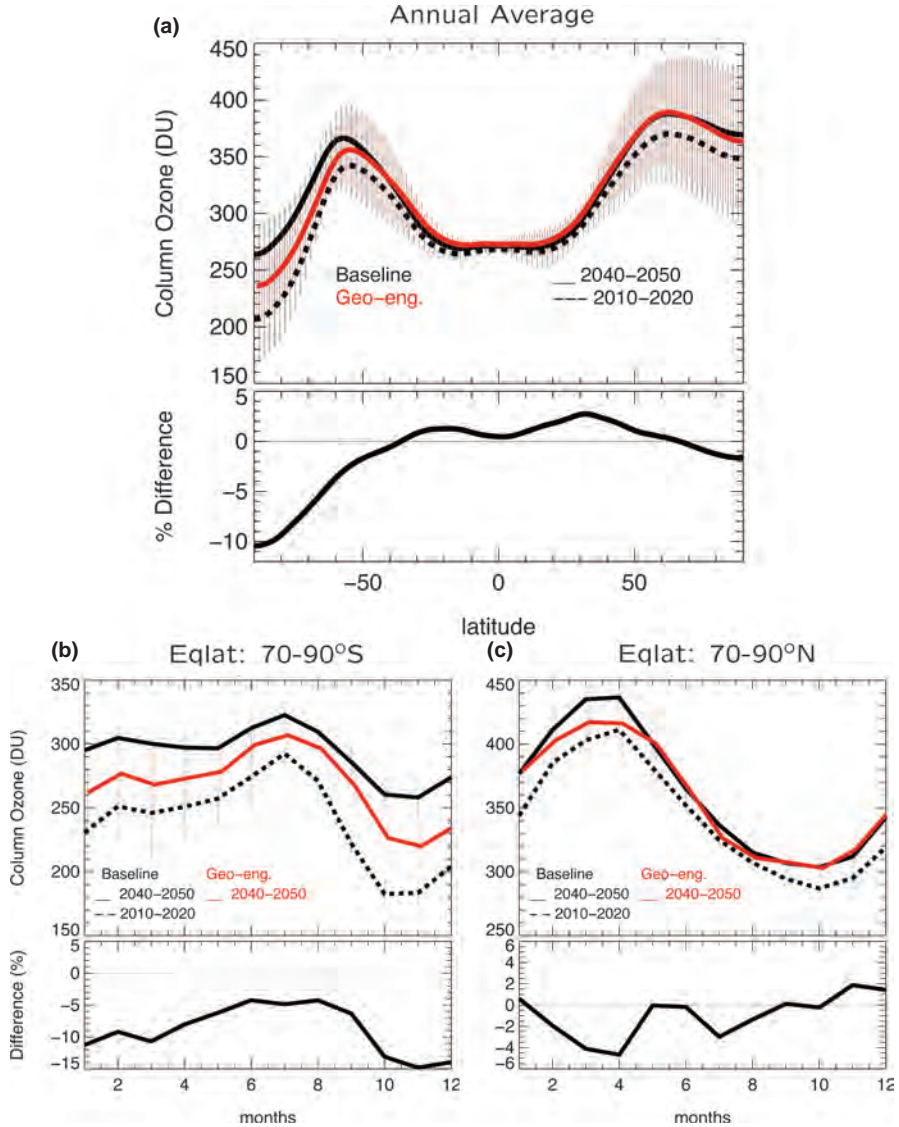 (a)
Annual Average
Column Ozone (DU)
450
400
350
300
250
200
150
Baseline
Geo-eng.
2040-2050
2010-2020
% Difference
5
0
-5
-10
-50
0
50
latitude
(b)
Eqlat: 70-90°S
Column Ozone (DU)
350
300
250
200
150
Baseline
2040-2050
2010-2020
Geo-eng.
2040-2050
Difference (%)
5
0
-5
-10
-15
2
4
6
8
10
12
months
(c)
Eqlat: 70-90°N
450
400
350
300
250
Baseline
2040-2050
2010-2020
Geo-eng.
2040-2050
6
4
2
0
-2
-4
-6
2
4
6
8
10
12
months